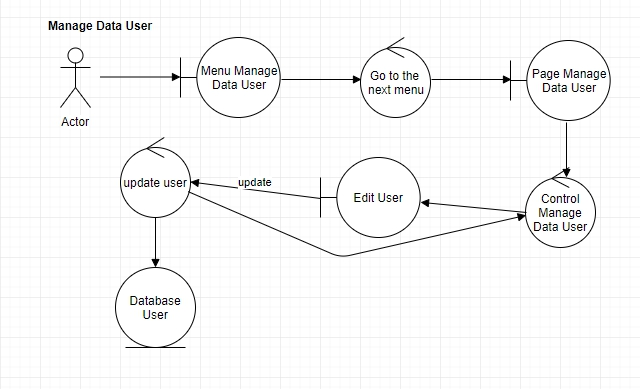 Manage Data User
Actor
Menu Manage
Data User
Go to the
next menu
Page Manage
Data User
update user
update
Edit User
Control
Manage
Data User
Database
User